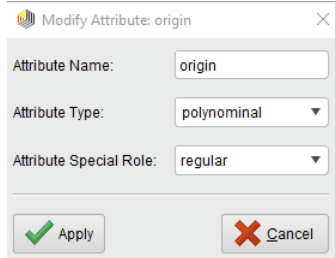 Modify Attribute: origin
Attribute Name: origin
Attribute Type: polynominal
Attribute Special Role: regular
Apply Cancel